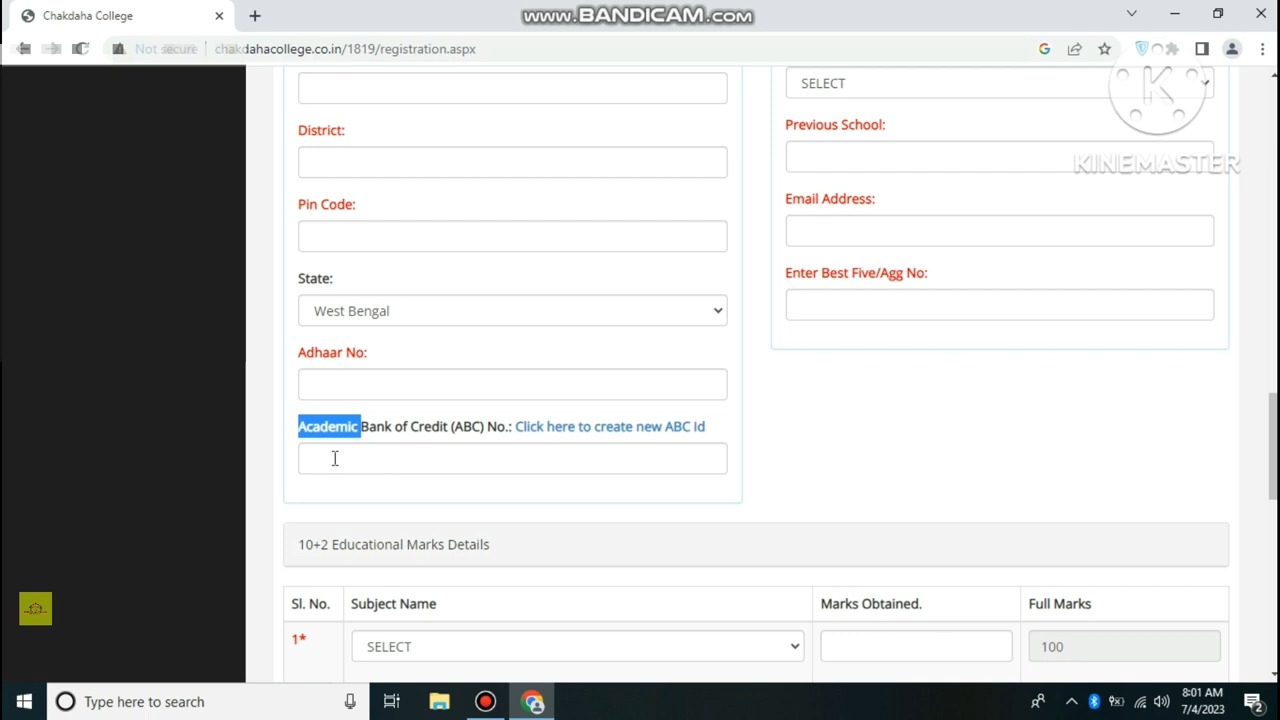 Chakdaha College
www.BANDICAM.com
Not secure
chakdahacollege.co.in/1819/registration.aspx
KINEMASTER
District:
Pin Code:
State:
West Bengal
Adhaar No:
Academic Bank of Credit (ABC) No.: Click here to create new ABC Id
SELECT
Previous School:
Email Address:
Enter Best Five/Agg No:
10+2 Educational Marks Details
Sl. No. Subject Name Marks Obtained. Full Marks
1* SELECT 100
Type here to search
8:01 AM
7/4/2023
2